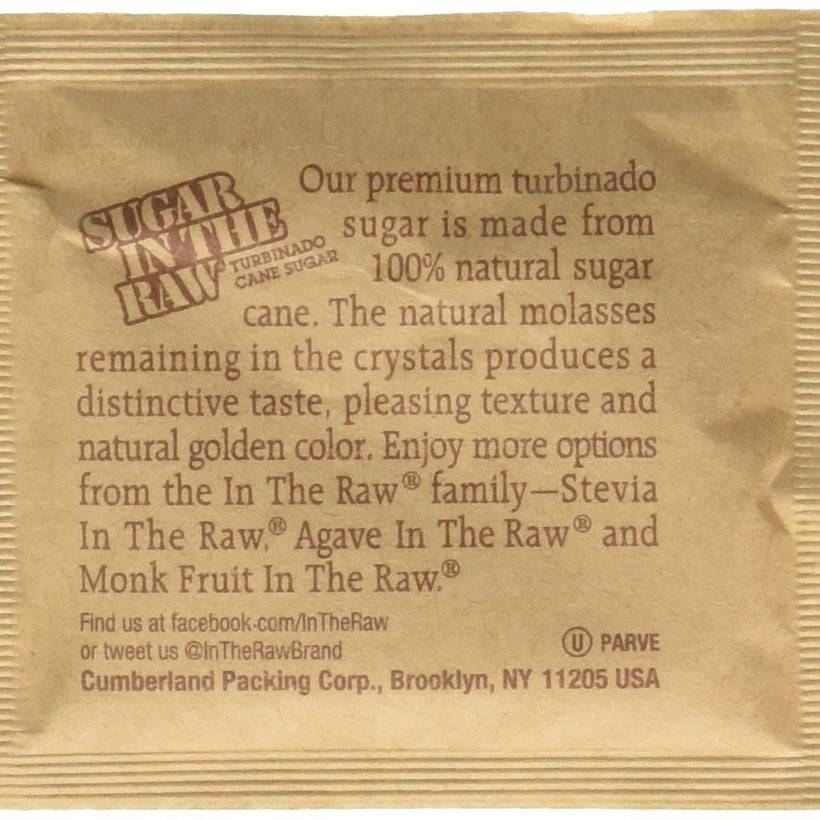 SUGAR
IN THE
RAW
TURBINADO
CANE SUGAR
Our premium turbinado
sugar is made from
100% natural sugar
cane. The natural molasses
remaining in the crystals produces a
distinctive taste, pleasing texture and
natural golden color. Enjoy more options
from the In The Raw® family—Stevia
In The Raw,® Agave In The Raw® and
Monk Fruit In The Raw.®
Find us at facebook.com/InTheRaw
or tweet us @InTheRawBrand
U PARVE
Cumberland Packing Corp., Brooklyn, NY 11205 USA